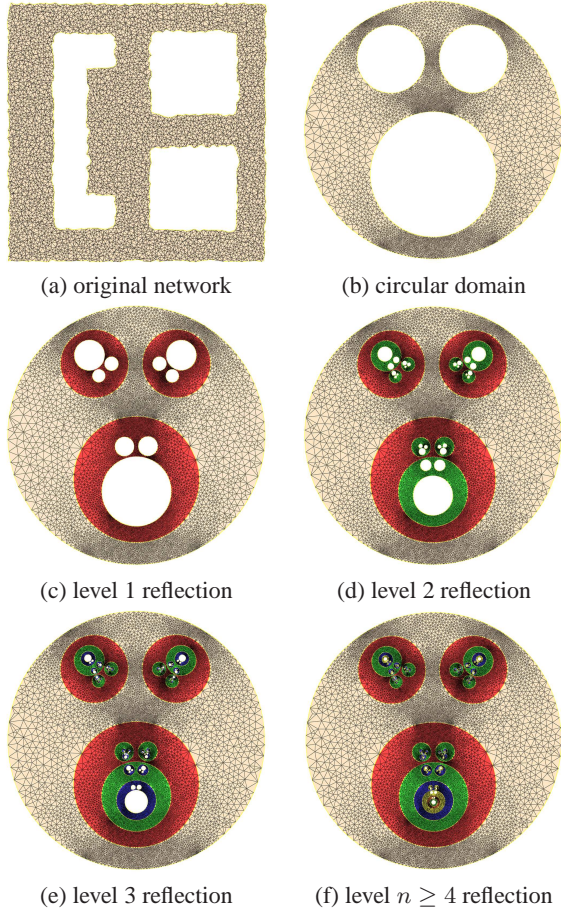 (a) original network
(b) circular domain
(c) level 1 reflection
(d) level 2 reflection
(e) level 3 reflection
(f) level n ≥ 4 reflection